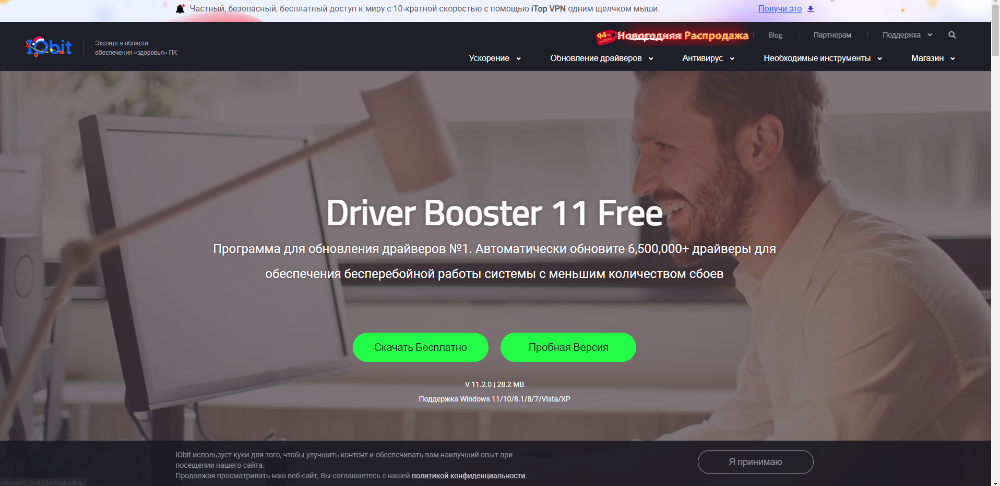 Частный, безопасный, бесплатный доступ к миру с 10-кратной скоростью с помощью iTop VPN одним щелчком мыши.
Получи это
94%
СКИДКА
Новогодняя Распродажа
Blog
Партнерам
Поддержка
IObit
Эксперт в области
обеспечения «здоровья» ПК
Ускорение
Обновление драйверов
Антивирус
Необходимые инструменты
Магазин
Driver Booster 11 Free
Программа для обновления драйверов №1. Автоматически обновите 6,500,000+ драйверы для
обеспечения бесперебойной работы системы с меньшим количеством сбоев
Скачать Бесплатно
Пробная Версия
V 11.2.0 | 28.2 MB
Поддержка Windows 11/10/8.1/8/7/Vista/XP
IObit использует куки для того, чтобы улучшить контент и обеспечивать вам наилучший опыт при
посещении нашего сайта.
Продолжая просматривать наш веб-сайт, Вы соглашаетесь с нашей политикой конфиденциальности.
Я принимаю
https://ru.iobit.com/index.php